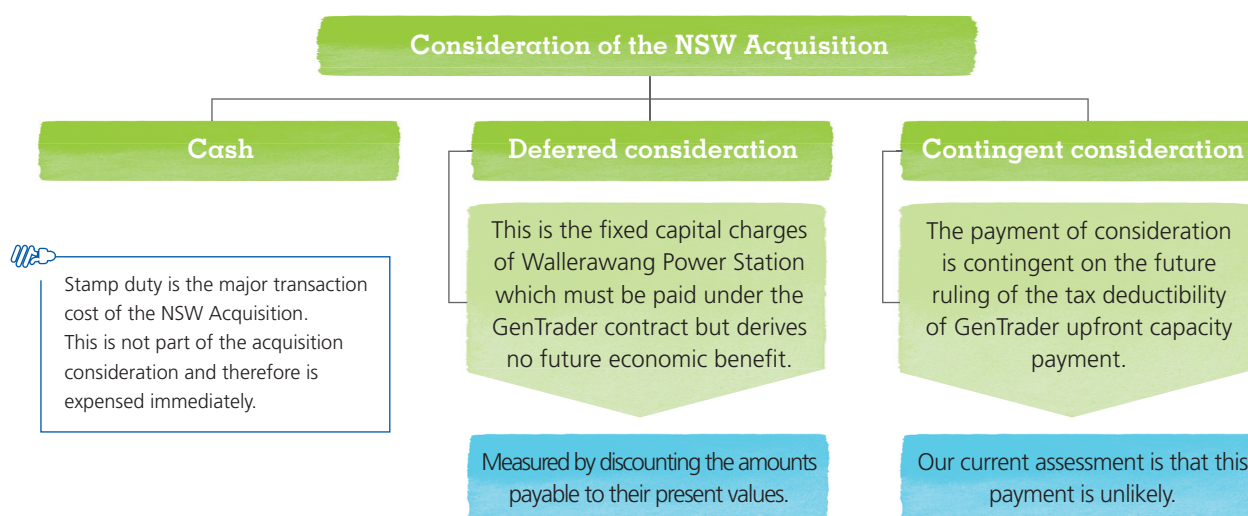 Consideration of the NSW Acquisition
Cash
Stamp duty is the major transaction
cost of the NSW Acquisition.
This is not part of the acquisition
consideration and therefore is
expensed immediately.
Deferred consideration
This is the fixed capital charges
of Wallerawang Power Station
which must be paid under the
GenTrader contract but derives
no future economic benefit.
Measured by discounting the amounts
payable to their present values.
Contingent consideration
The payment of consideration
is contingent on the future
ruling of the tax deductibility
of GenTrader upfront capacity
payment.
Our current assessment is that this
payment is unlikely.